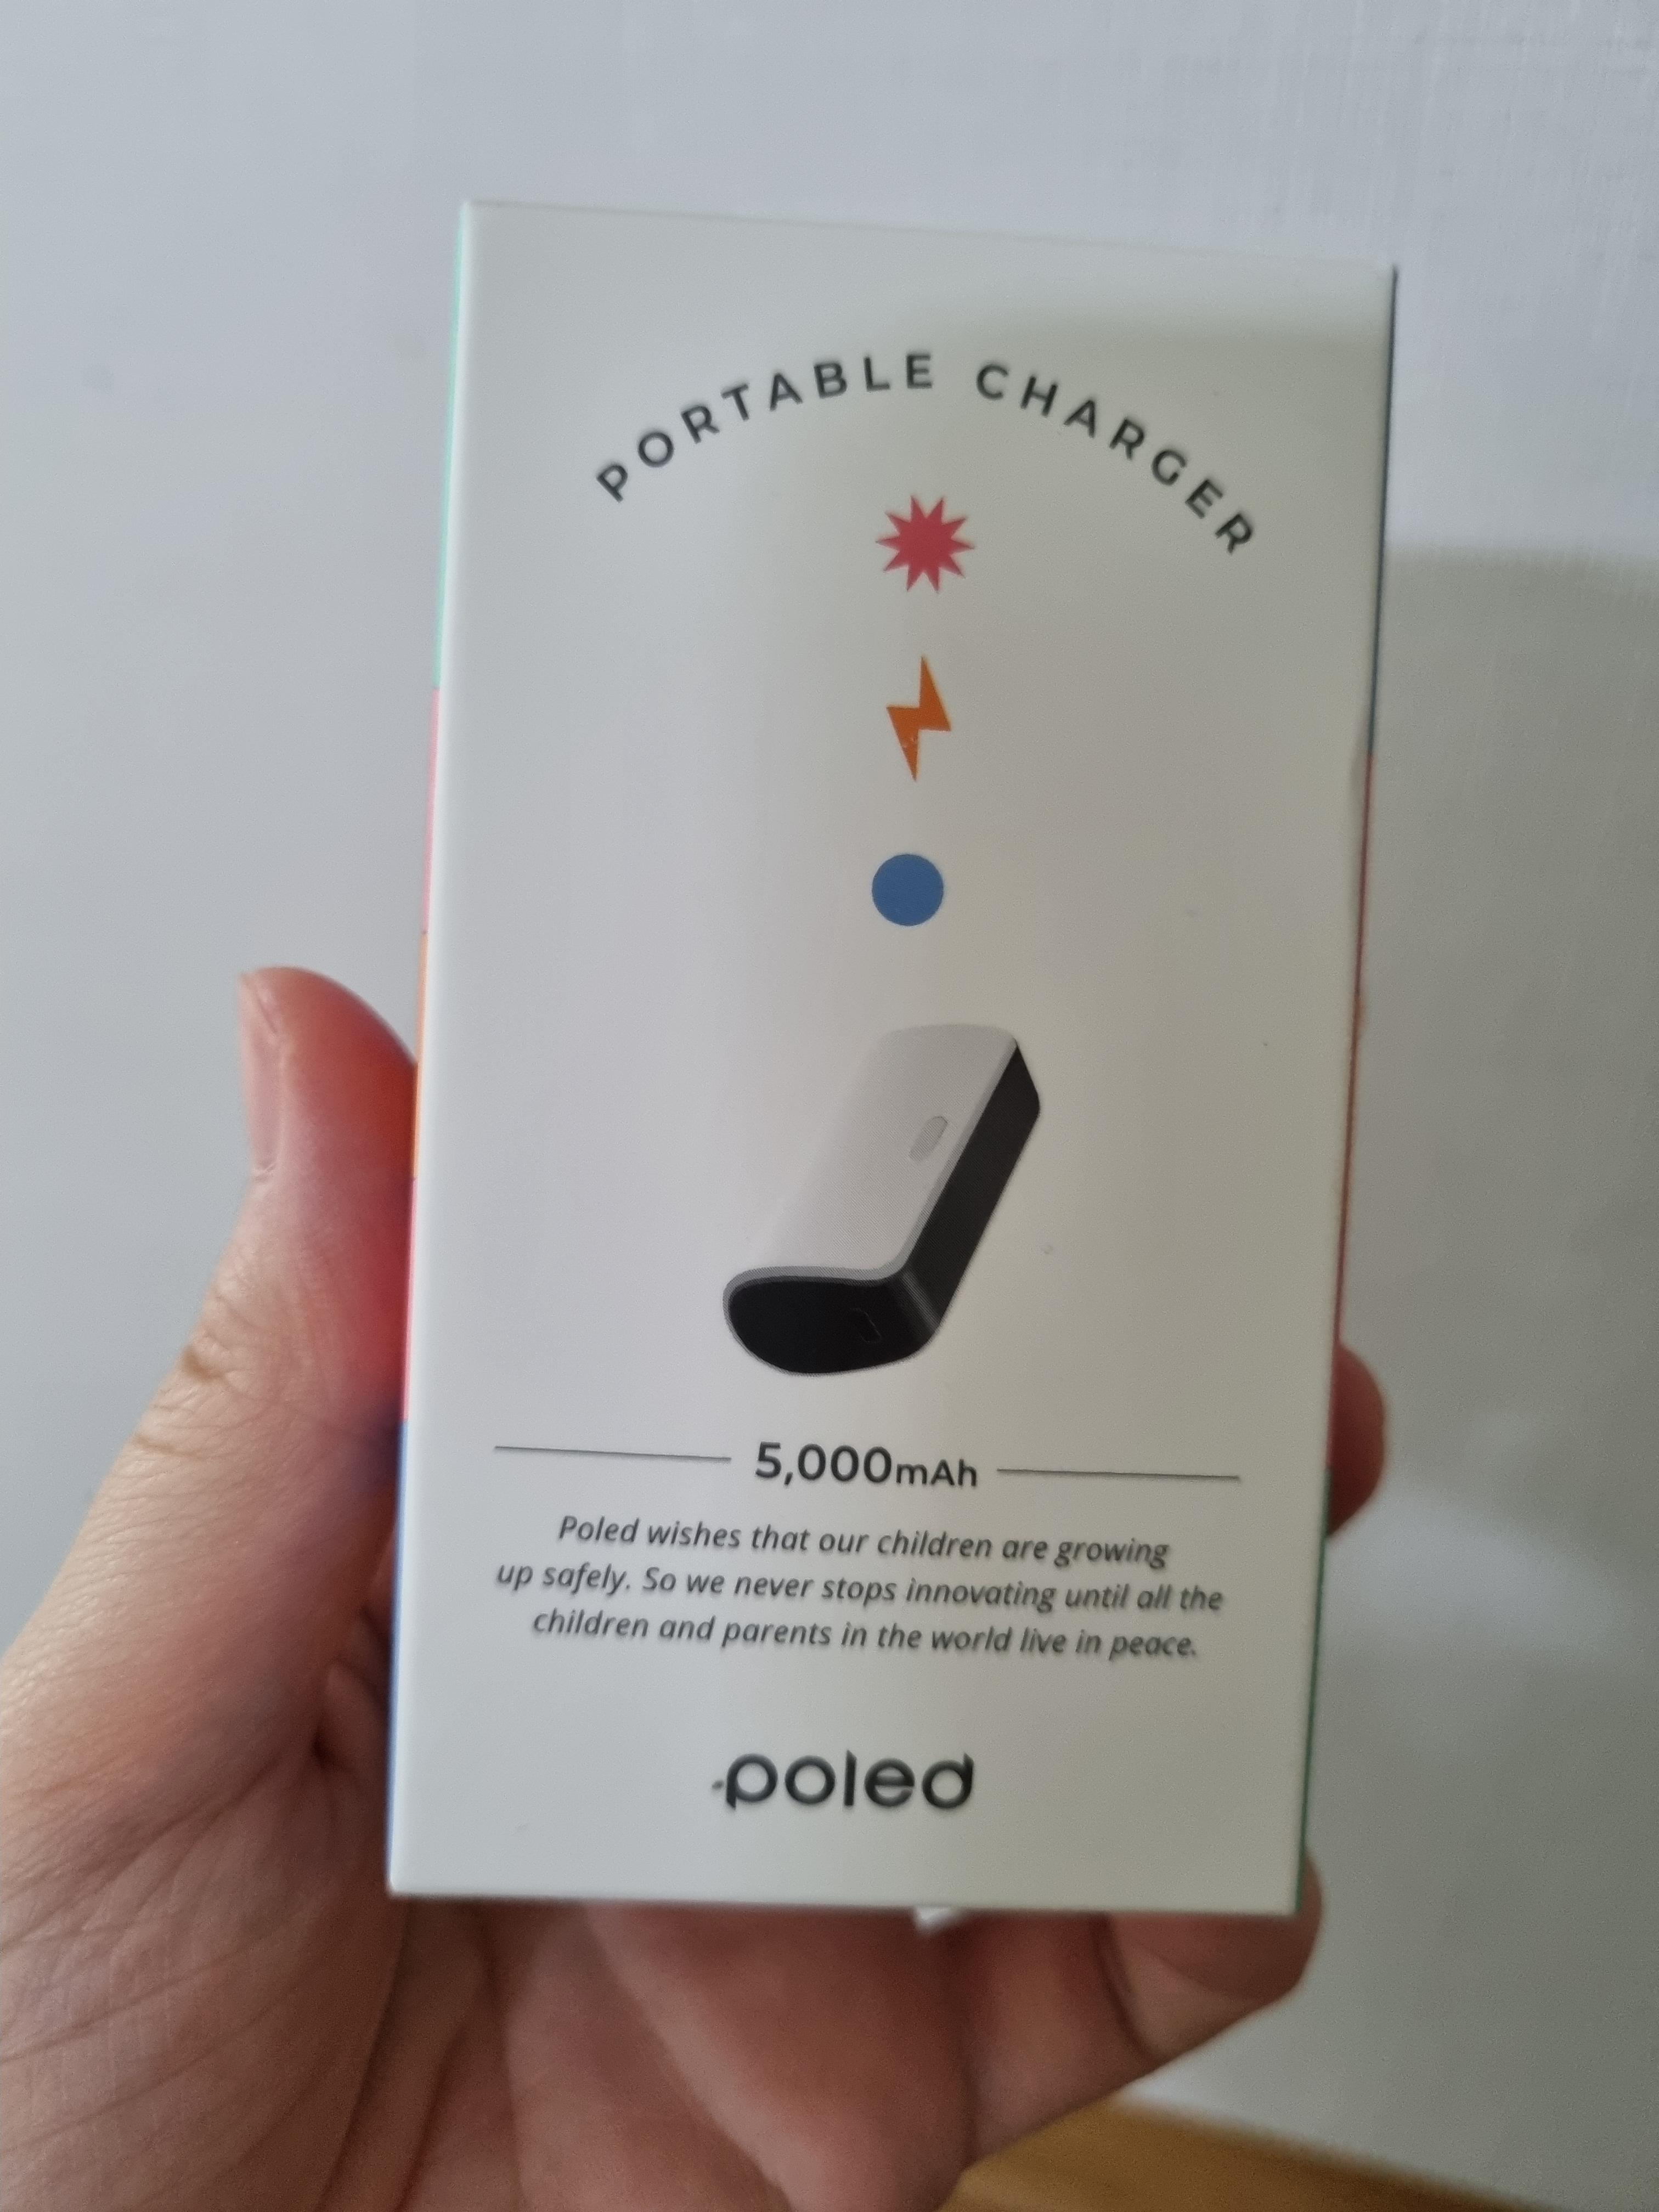 PORTABLE CHARGER
5,000mAh
Poled wishes that our children are growing
up safely. So we never stops innovating until all the
children and parents in the world live in peace.
poled